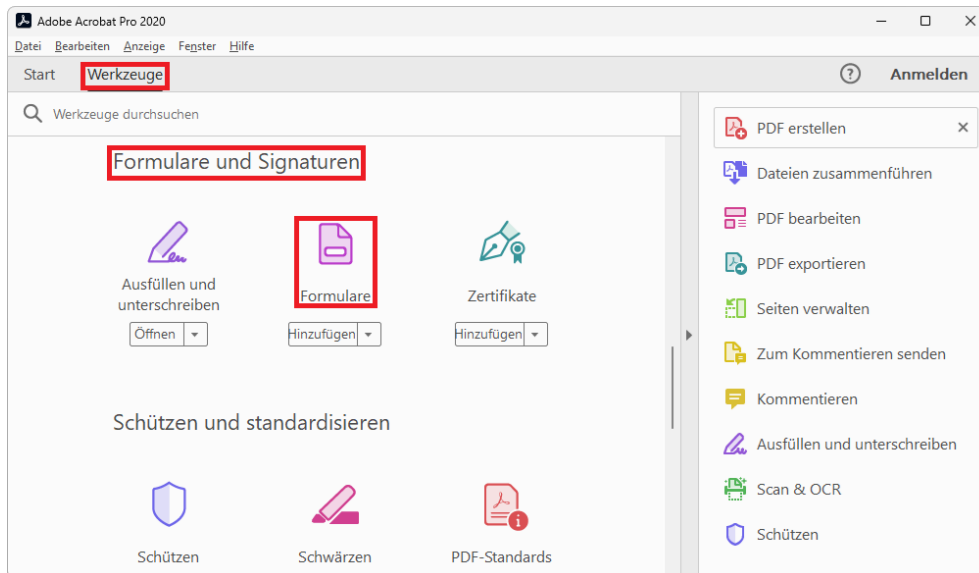 Adobe Acrobat Pro 2020
Datei Bearbeiten Anzeige Fenster Hilfe
Start Werkzeuge ? Anmelden
Werkzeuge durchsuchen
Formulare und Signaturen
Ausfüllen und
unterschreiben
Öffnen
Formulare
Hinzufügen
Zertifikate
Hinzufügen
Schützen und standardisieren
Schützen
Schwärzen
PDF-Standards
PDF erstellen
Dateien zusammenführen
PDF bearbeiten
PDF exportieren
Seiten verwalten
Zum Kommentieren senden
Kommentieren
Ausfüllen und unterschreiben
Scan & OCR
Schützen